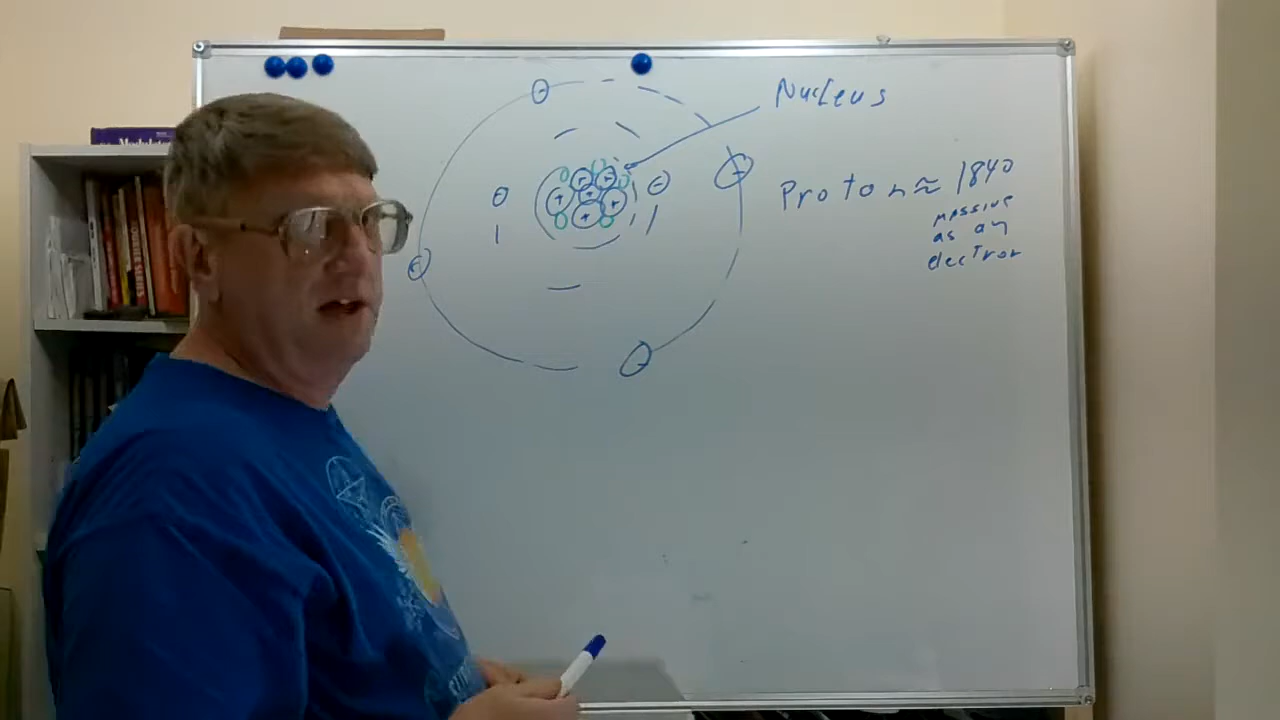 Nucleus
Proton ≈ 1840
massive
as an
electron